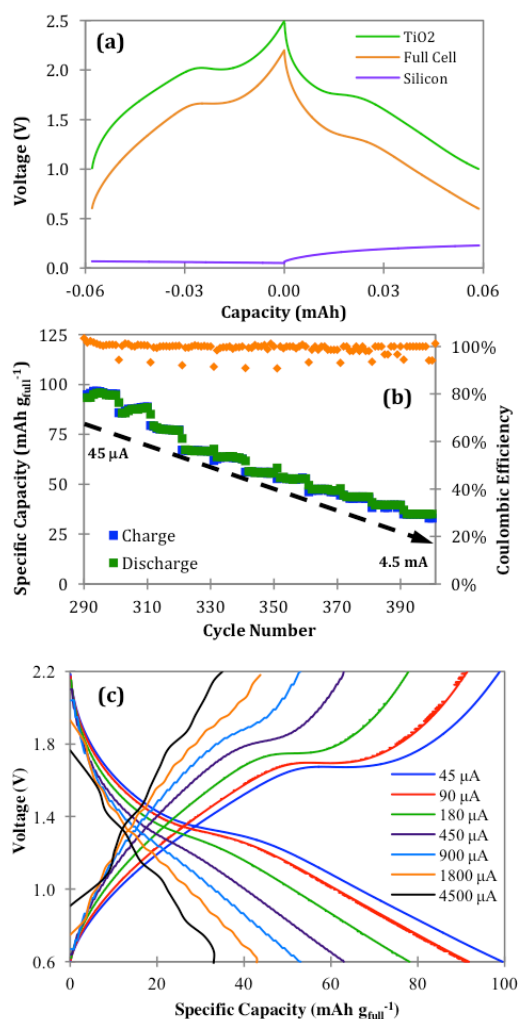 (a)
TiO2
Full Cell
Silicon
2.5
2.0
1.5
1.0
0.5
0.0
Voltage (V)
-0.06 -0.03 0.00 0.03 0.06
Capacity (mAh)
(b)
125
100
75
50
25
0
Specific Capacity (mAh gfull-1)
100%
80%
60%
40%
20%
0%
Coulombic Efficiency
45 µA
4.5 mA
Charge
Discharge
290 310 330 350 370 390
Cycle Number
(c)
2.2
1.8
1.4
1.0
0.6
Voltage (V)
45 µA
90 µA
180 µA
450 µA
900 µA
1800 µA
4500 µA
0 20 40 60 80 100
Specific Capacity (mAh gfull-1)